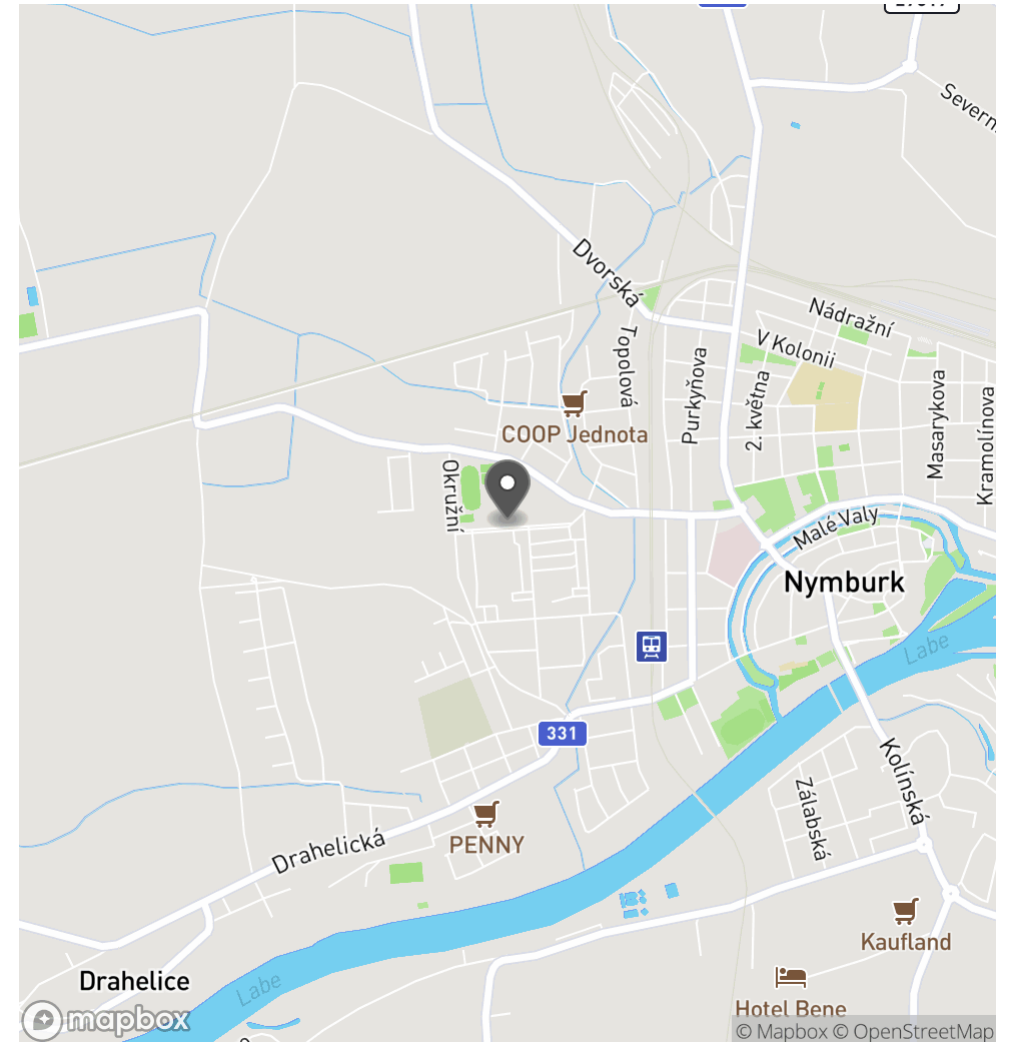 Severn
Dvorská
Nádražní
V Kolonii
Topolová
Purkyňova
2. května
Masarykova
Kramolínova
COOP Jednota
Okružní
Malé Valy
Nymburk
Labe
331
Kolínská
Zálabská
PENNY
Drahelická
Kaufland
Drahelice
Labe
Hotel Bene
mapbox
© Mapbox © OpenStreetMap